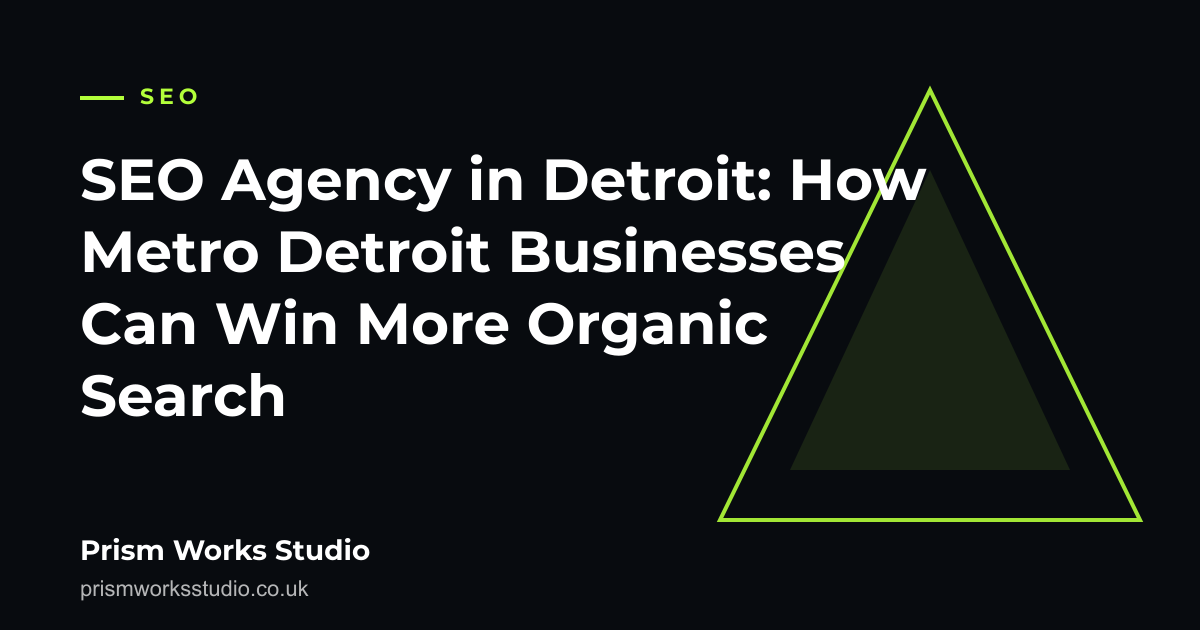 SEO
SEO Agency in Detroit: How
Metro Detroit Businesses
Can Win More Organic
Search
Prism Works Studio
prismworksstudio.co.uk